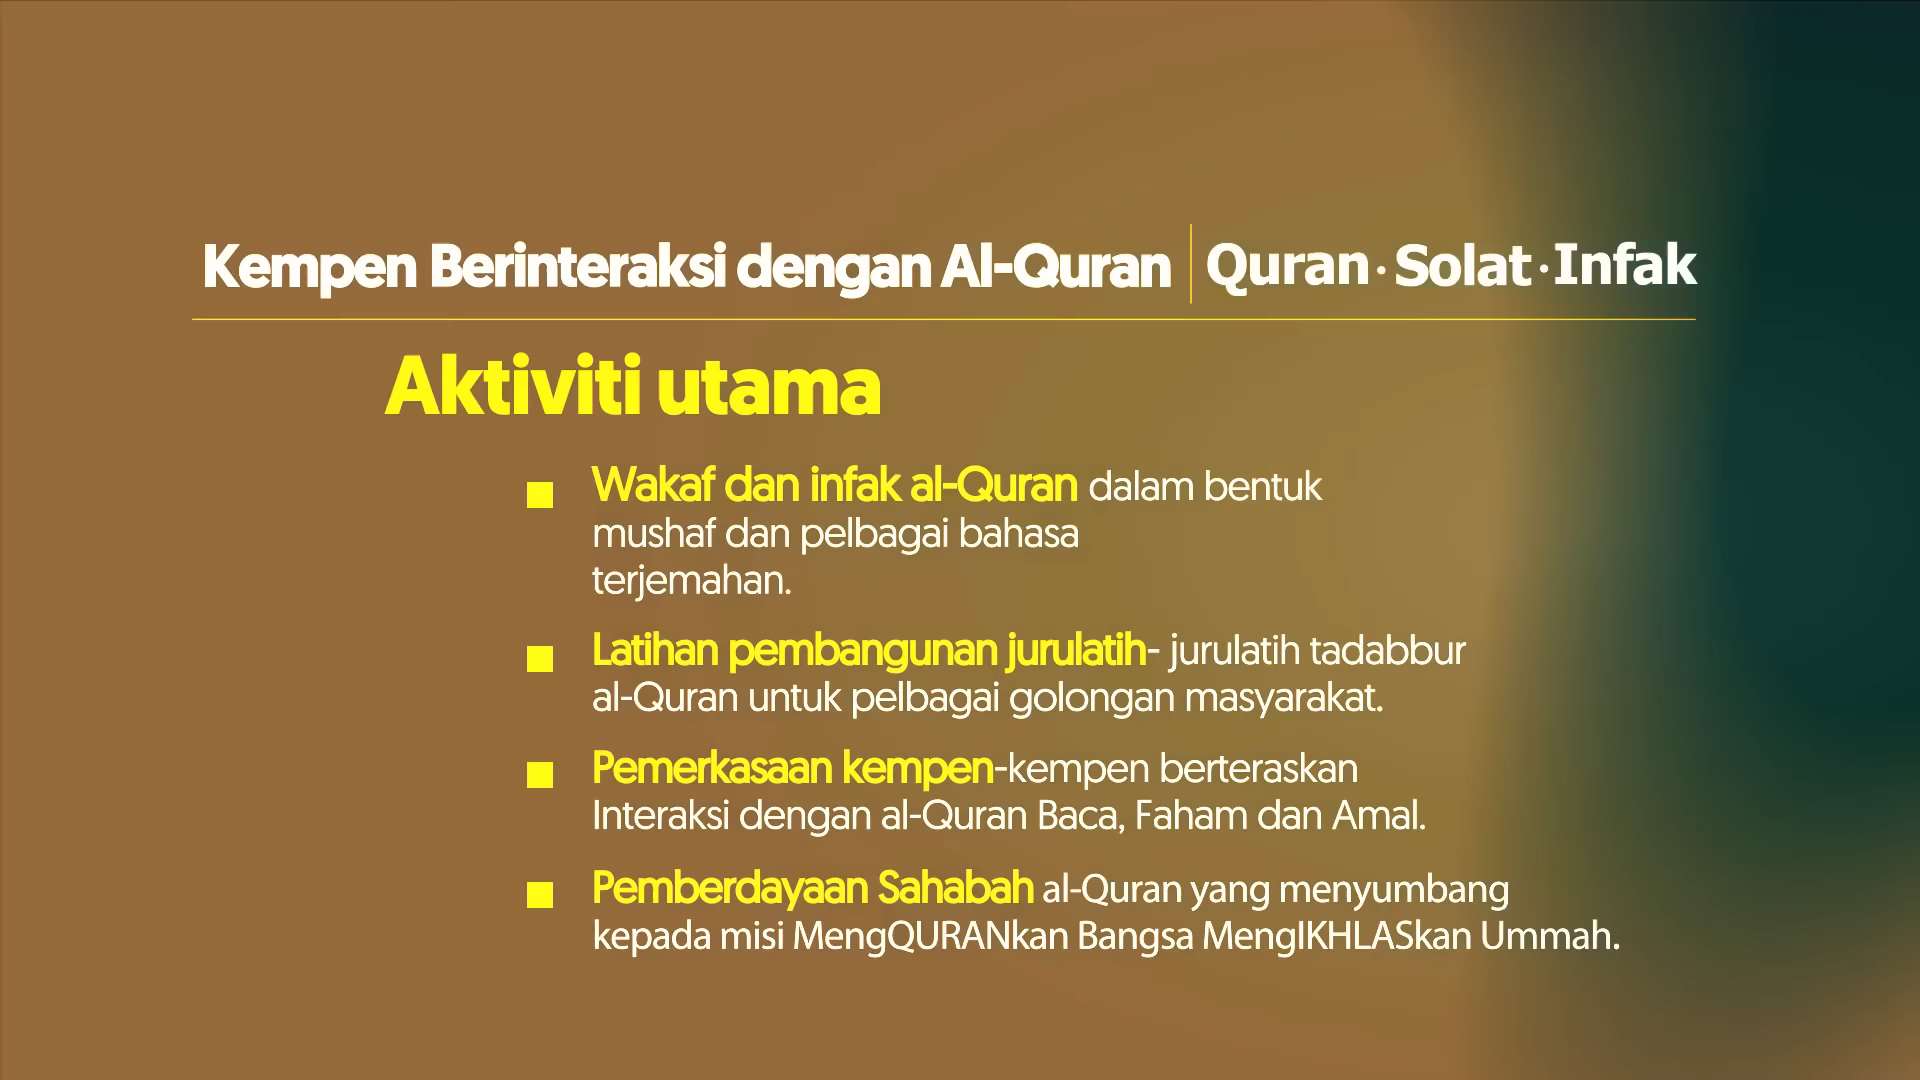 Kempen Berinteraksi dengan Al-Quran | Quran · Solat · Infak
Aktiviti utama
Wakaf dan infak al-Quran dalam bentuk
mushaf dan pelbagai bahasa
terjemahan.
Latihan pembangunan jurulatih- jurulatih tadabbur
al-Quran untuk pelbagai golongan masyarakat.
Pemerkasaan kempen-kempen berteraskan
Interaksi dengan al-Quran Baca, Faham dan Amal.
Pemberdayaan Sahabah al-Quran yang menyumbang
kepada misi MengQURANkan Bangsa MengIKHLASkan Ummah.